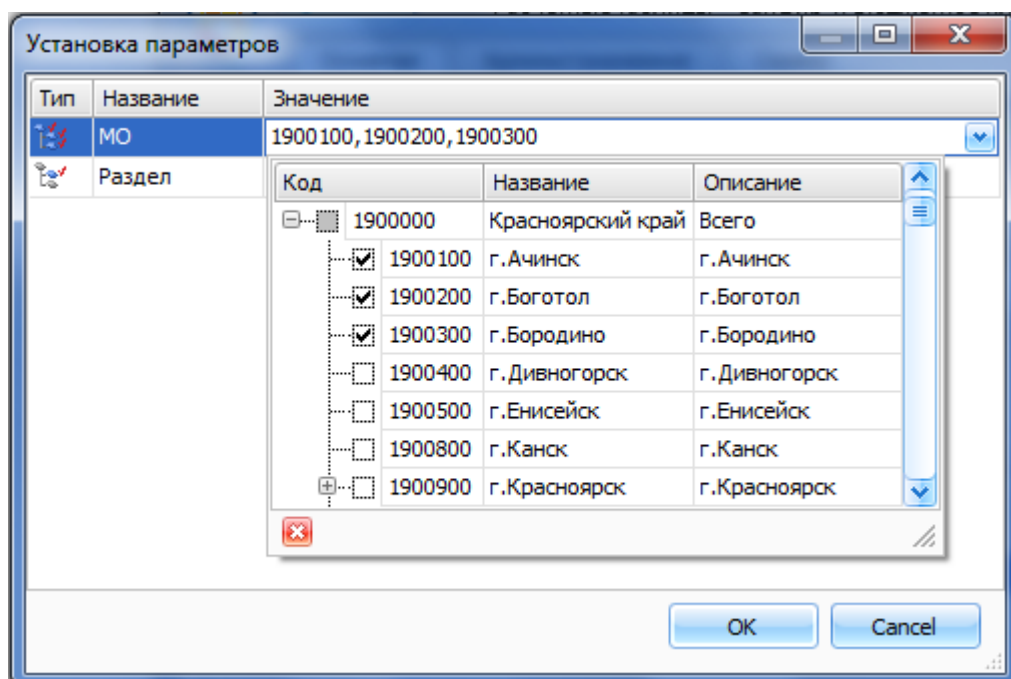 Установка параметров
Тип Название Значение
МО 1900100,1900200,1900300
Раздел
Код Название Описание
1900000 Красноярский край Всего
1900100 г.Ачинск г.Ачинск
1900200 г.Боготол г.Боготол
1900300 г.Бородино г.Бородино
1900400 г.Дивногорск г.Дивногорск
1900500 г.Енисейск г.Енисейск
1900800 г.Канск г.Канск
1900900 г.Красноярск г.Красноярск
OK Cancel